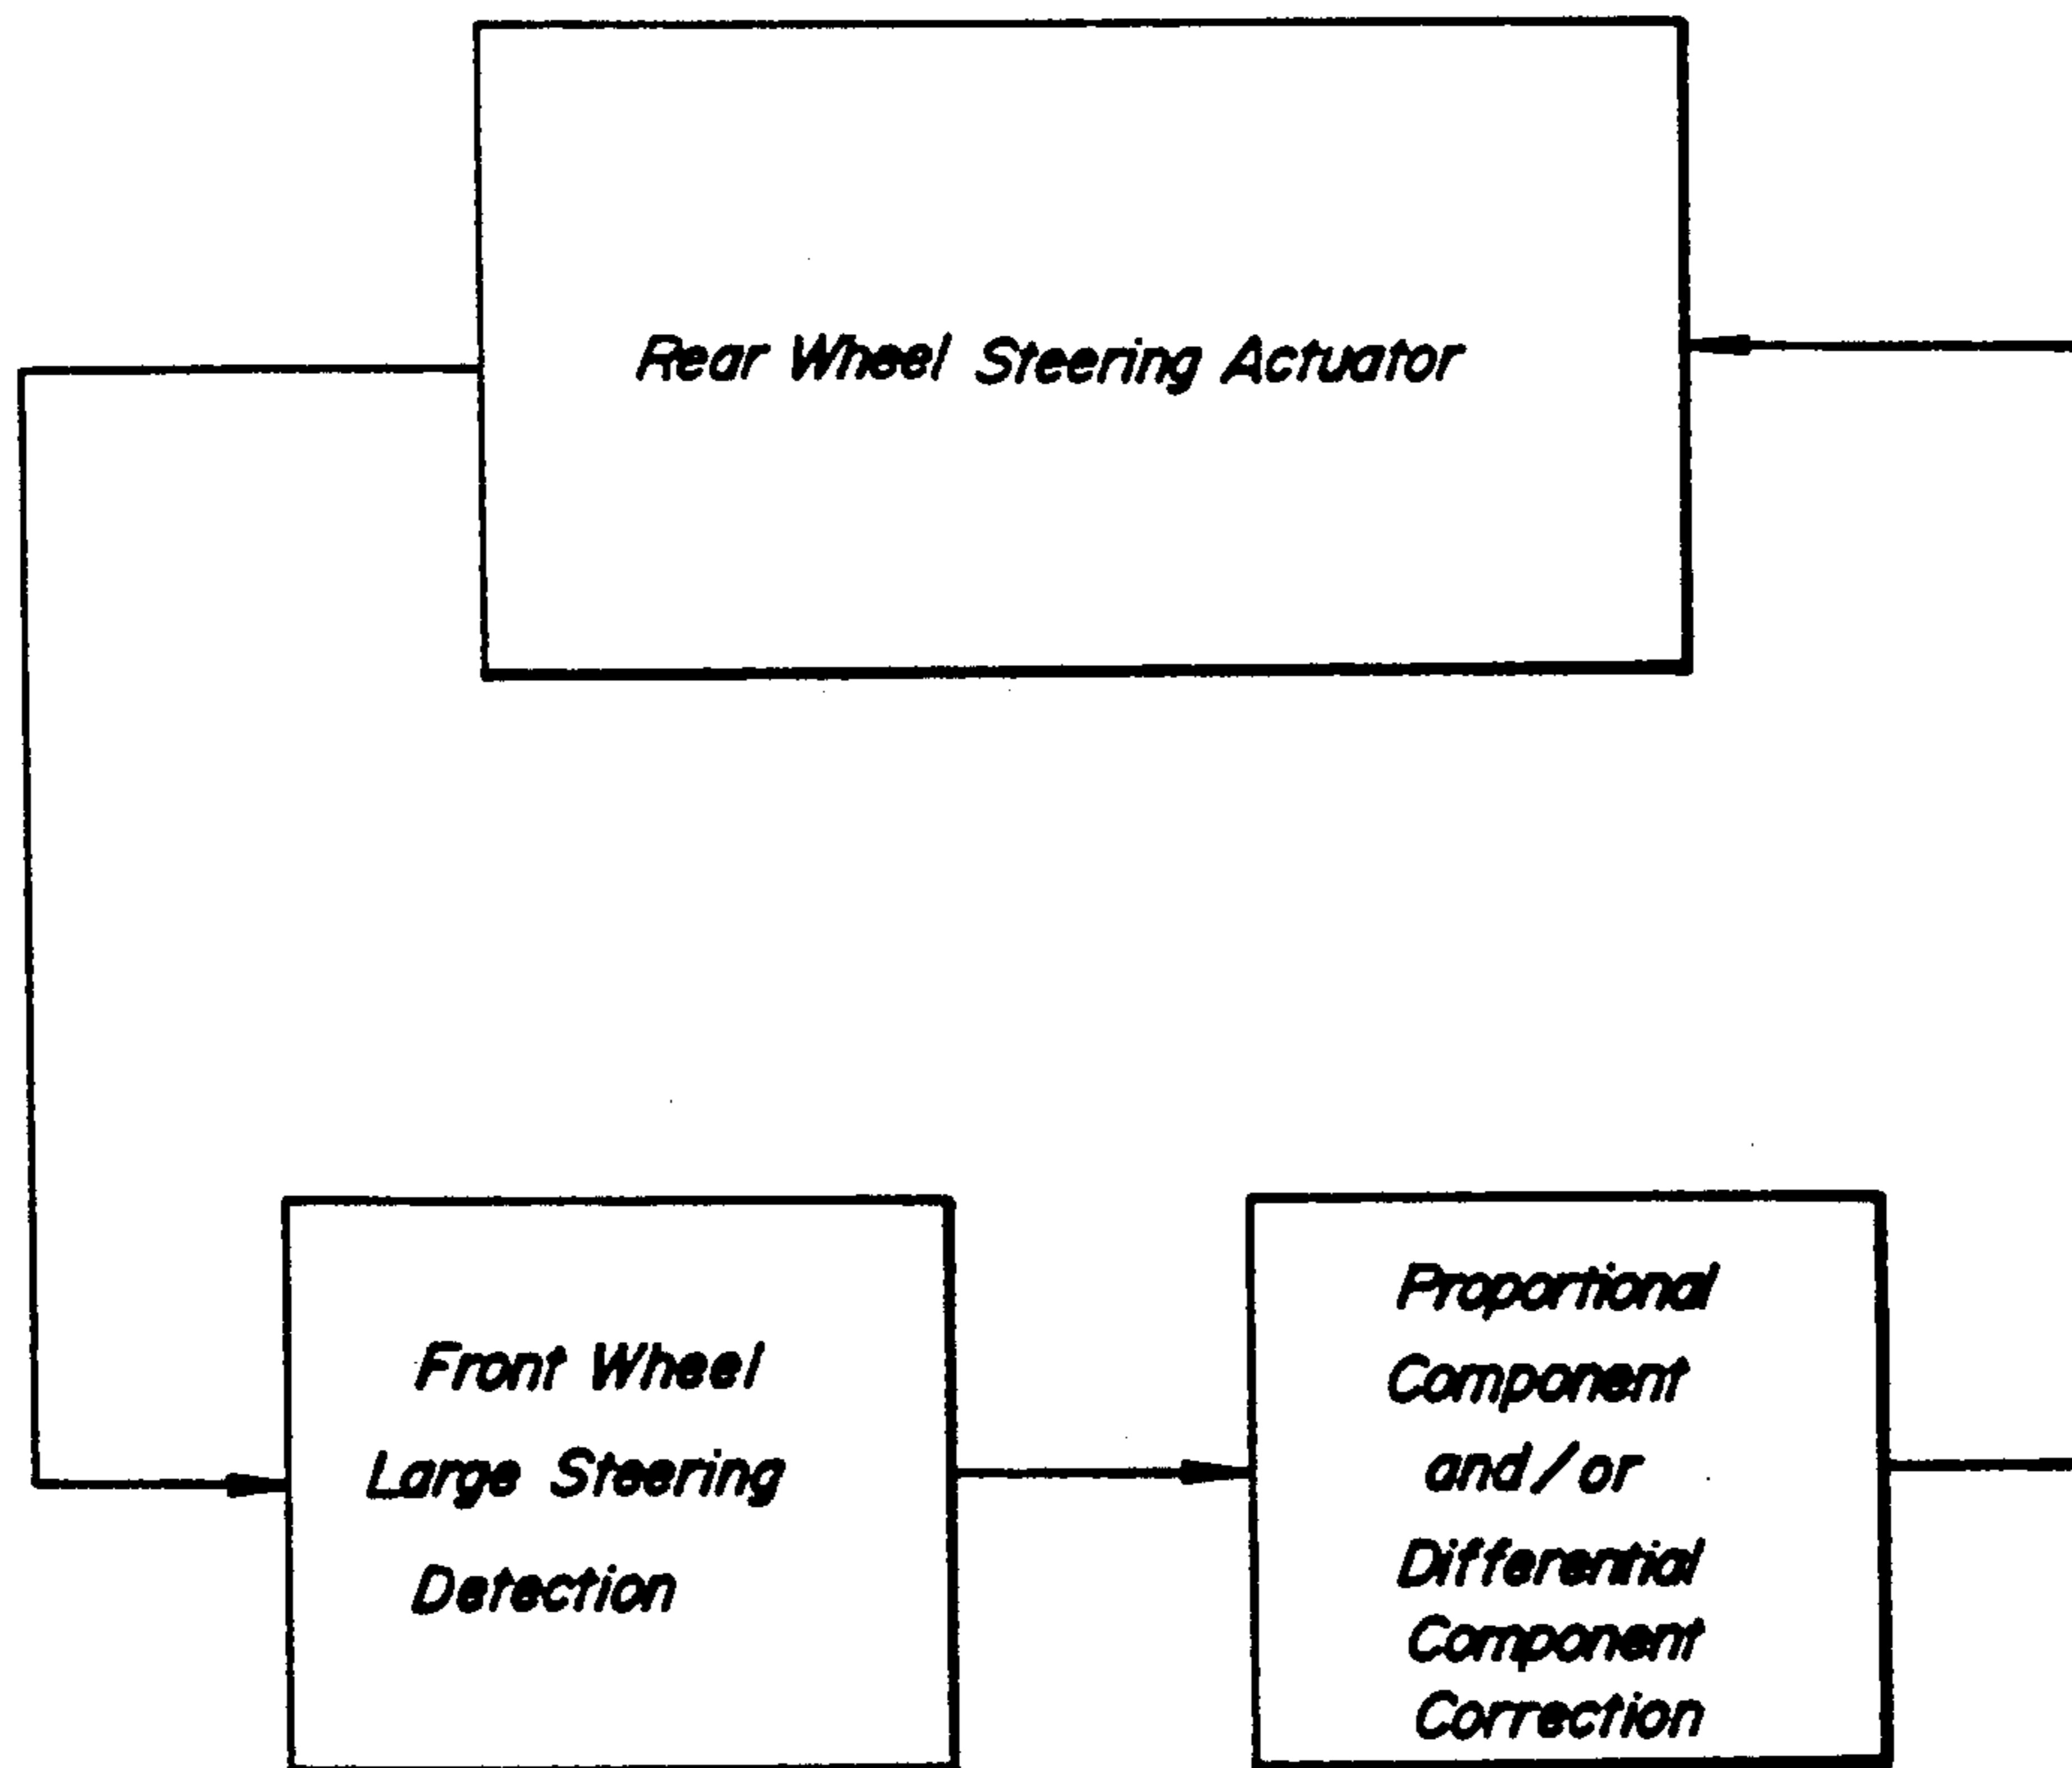 Rear Wheel Steering Actuator
Front Wheel
Large Steering
Detection
Proportional
Component
and/or
Differential
Component
Correction